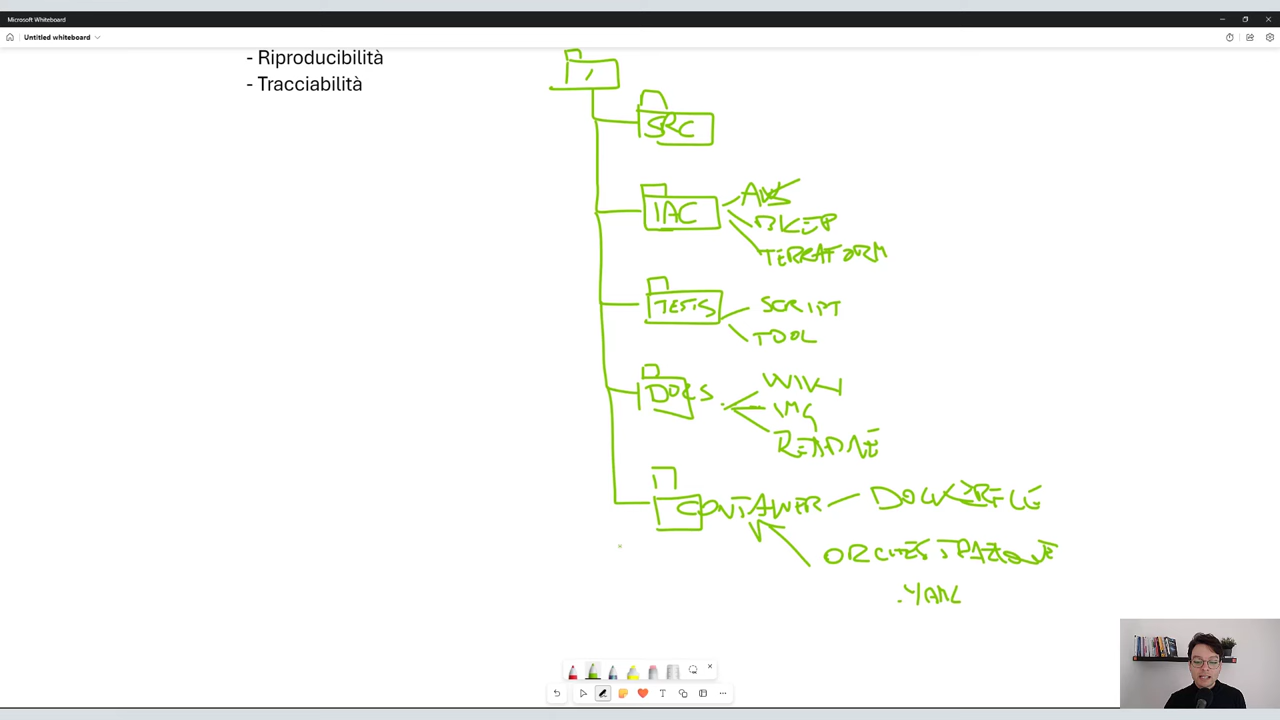 Microsoft Whiteboard
Untitled whiteboard
- Riproducibilità
- Tracciabilità
/
SRC
IAC
AWS
BICEP
TERRAFORM
TESTS
SCRIPT
TOOL
DOCS
WIKI
IMG
README
CONTAINER
DOCKERFILE
ORCHESTRAZIONE
.YAML